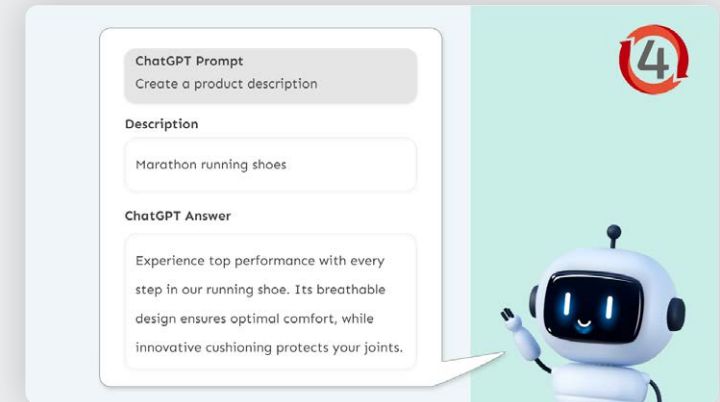 4
ChatGPT Prompt
Create a product description
Description
Marathon running shoes
ChatGPT Answer
Experience top performance with every
step in our running shoe. Its breathable
design ensures optimal comfort, while
innovative cushioning protects your joints.